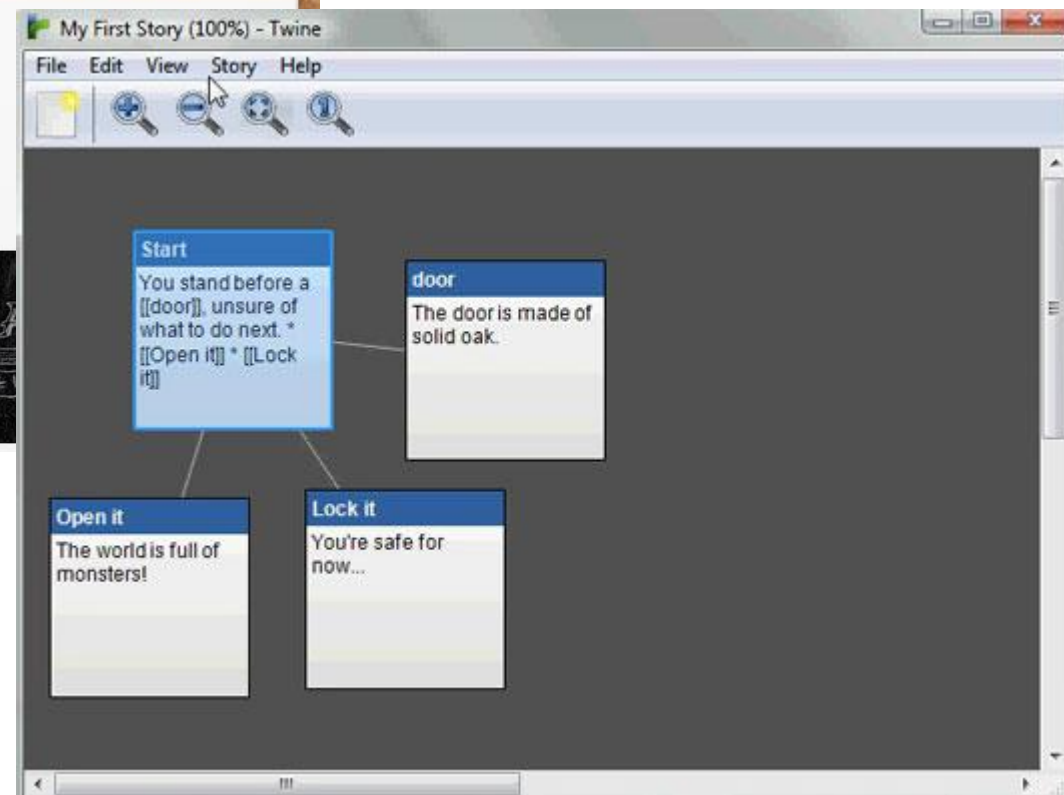 My First Story (100%) - Twine
File Edit View Story Help
Start
You stand before a
[[door]], unsure of
what to do next. *
[[Open it]] * [[Lock
it]]
door
The door is made of
solid oak.
Open it
The world is full of
monsters!
Lock it
You're safe for
now...